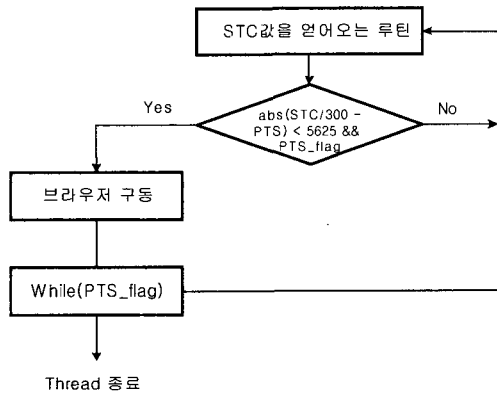 STC값을 얻어오는 루틴
Yes
No
abs(STC/300 -
PTS) < 5625 &&
PTS_flag
브라우저 구동
While(PTS_flag)
Thread 종료